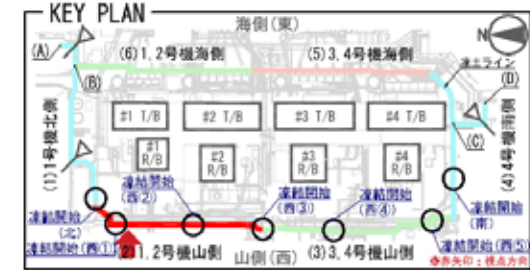 KEY PLAN
海側(東)
N
(A)
(6)1,2号機海側
(5)3,4号機海側
凍土ライン
(B)
(D)
#1 T/B
#2 T/B
#3 T/B
#4 T/B
(1)1号機北側
(C)
(4)4号機南側
#1
R/B
#2
R/B
#3
R/B
#4
R/B
凍結開始
(西②)
凍結開始
(西③)
凍結開始
(西④)
凍結開始
(北)
凍結開始
(南)
凍結開始(西①)
(2)1,2号機山側
山側(西)
(3)3,4号機山側
凍結開始(西⑤)
※赤矢印:視点方向